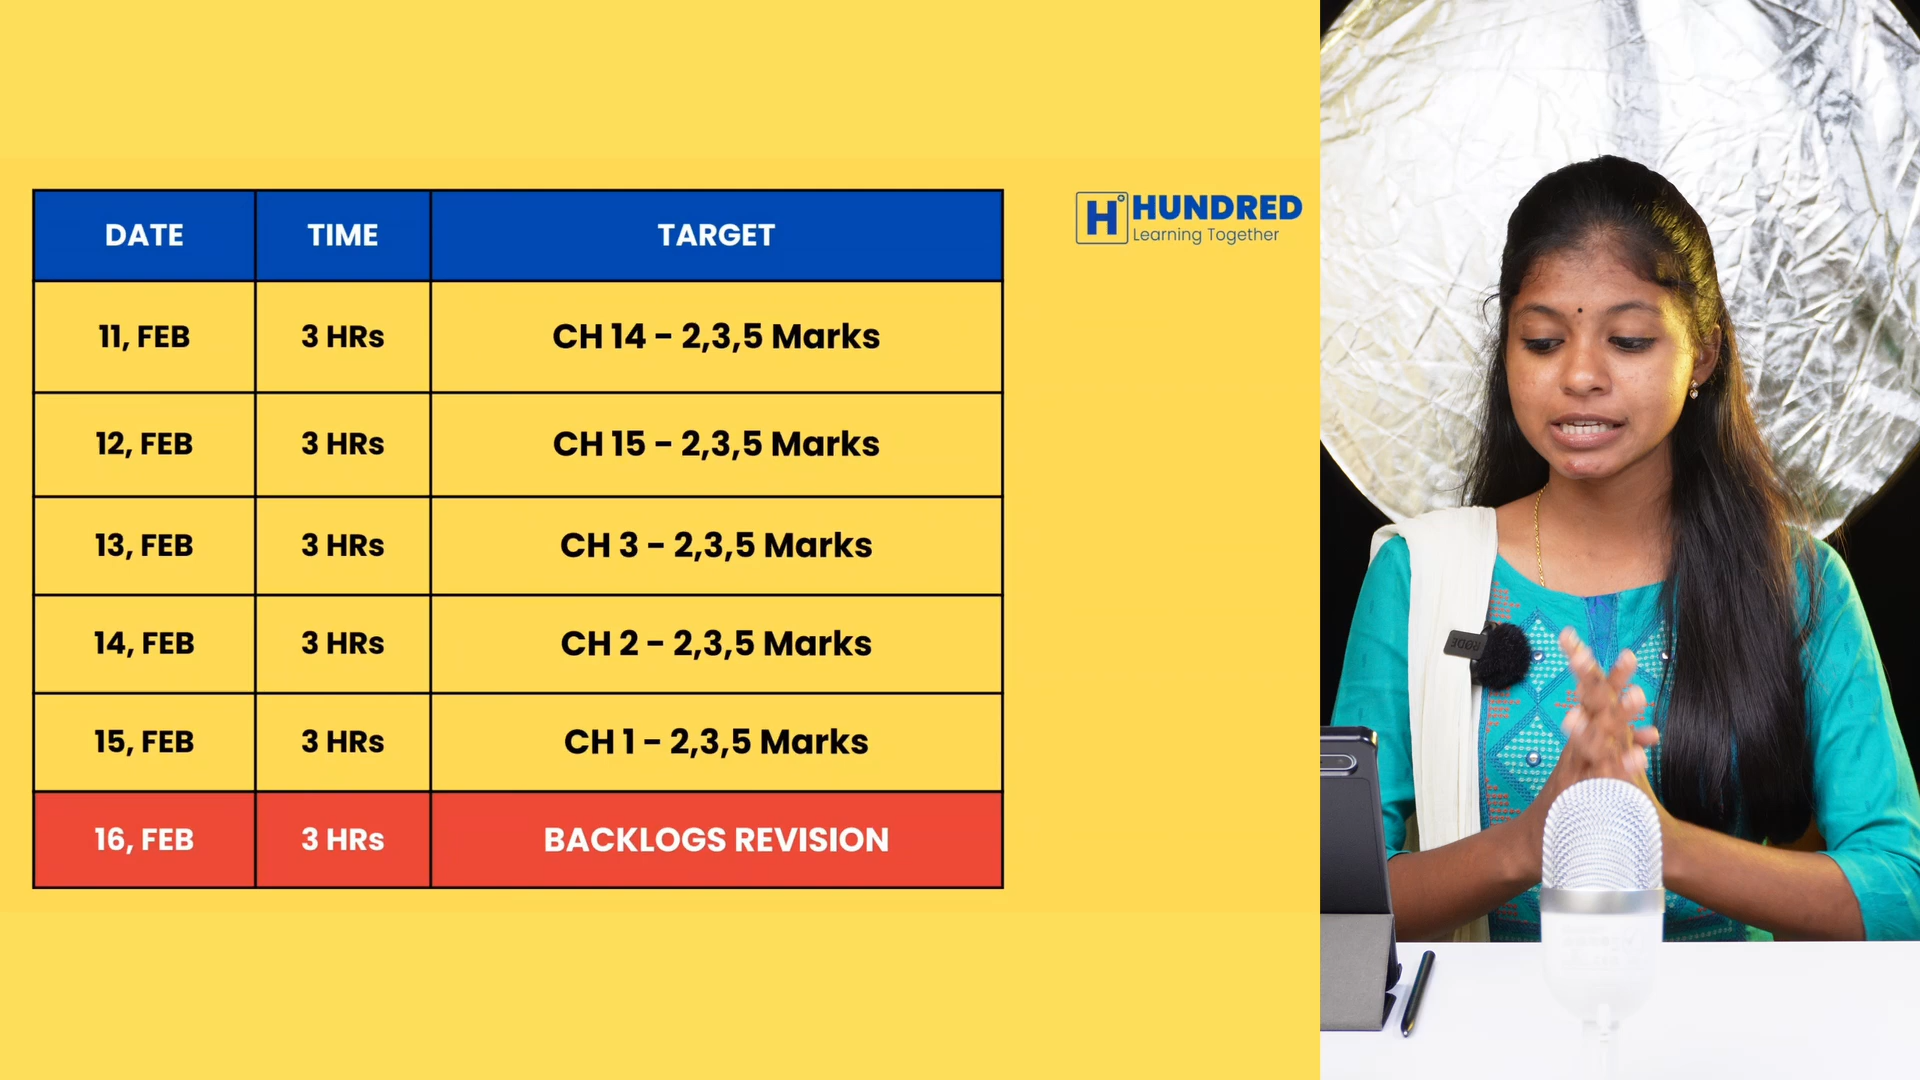 DATE TIME TARGET
11, FEB 3 HRs CH 14 - 2,3,5 Marks
12, FEB 3 HRs CH 15 - 2,3,5 Marks
13, FEB 3 HRs CH 3 - 2,3,5 Marks
14, FEB 3 HRs CH 2 - 2,3,5 Marks
15, FEB 3 HRs CH 1 - 2,3,5 Marks
16, FEB 3 HRs BACKLOGS REVISION
H HUNDRED
Learning Together
RODE